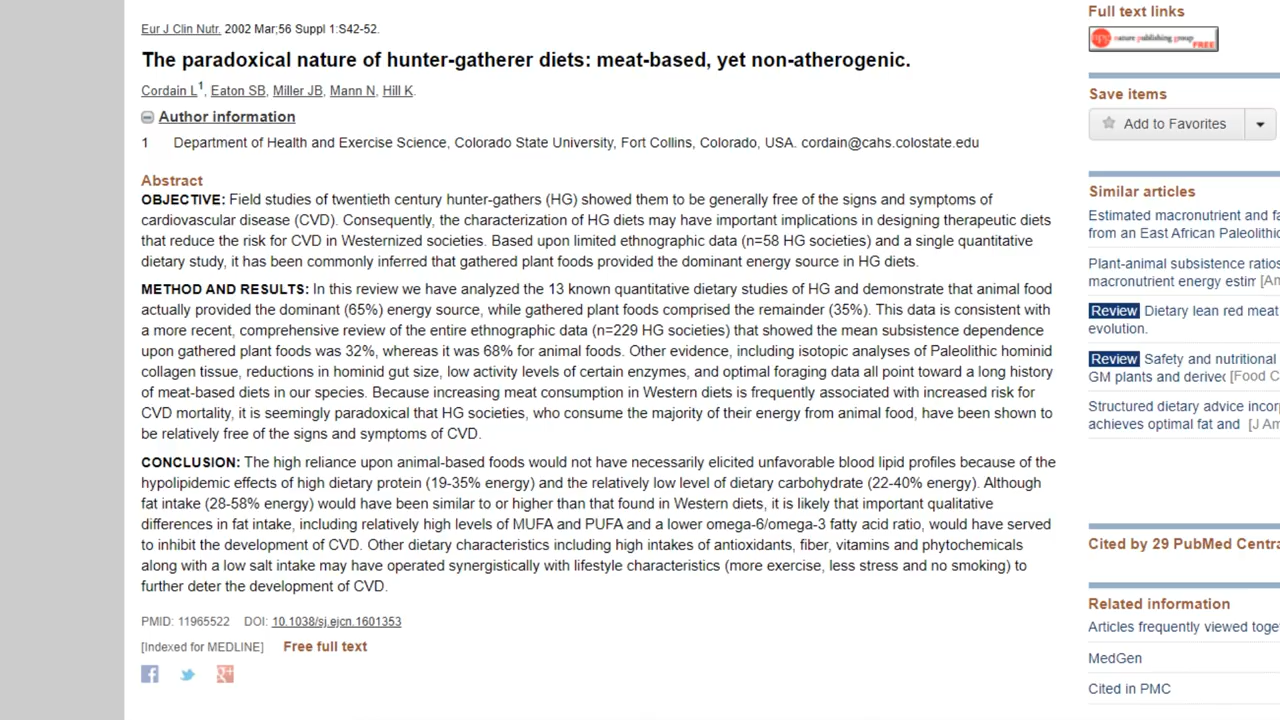 Eur J Clin Nutr. 2002 Mar;56 Suppl 1:S42-52.
The paradoxical nature of hunter-gatherer diets: meat-based, yet non-atherogenic.
Cordain L1, Eaton SB, Miller JB, Mann N, Hill K.
Author information
1 Department of Health and Exercise Science, Colorado State University, Fort Collins, Colorado, USA. cordain@cahs.colostate.edu
Abstract
OBJECTIVE: Field studies of twentieth century hunter-gathers (HG) showed them to be generally free of the signs and symptoms of
cardiovascular disease (CVD). Consequently, the characterization of HG diets may have important implications in designing therapeutic diets
that reduce the risk for CVD in Westernized societies. Based upon limited ethnographic data (n=58 HG societies) and a single quantitative
dietary study, it has been commonly inferred that gathered plant foods provided the dominant energy source in HG diets.
METHOD AND RESULTS: In this review we have analyzed the 13 known quantitative dietary studies of HG and demonstrate that animal food
actually provided the dominant (65%) energy source, while gathered plant foods comprised the remainder (35%). This data is consistent with
a more recent, comprehensive review of the entire ethnographic data (n=229 HG societies) that showed the mean subsistence dependence
upon gathered plant foods was 32%, whereas it was 68% for animal foods. Other evidence, including isotopic analyses of Paleolithic hominid
collagen tissue, reductions in hominid gut size, low activity levels of certain enzymes, and optimal foraging data all point toward a long history
of meat-based diets in our species. Because increasing meat consumption in Western diets is frequently associated with increased risk for
CVD mortality, it is seemingly paradoxical that HG societies, who consume the majority of their energy from animal food, have been shown to
be relatively free of the signs and symptoms of CVD.
CONCLUSION: The high reliance upon animal-based foods would not have necessarily elicited unfavorable blood lipid profiles because of the
hypolipidemic effects of high dietary protein (19-35% energy) and the relatively low level of dietary carbohydrate (22-40% energy). Although
fat intake (28-58% energy) would have been similar to or higher than that found in Western diets, it is likely that important qualitative
differences in fat intake, including relatively high levels of MUFA and PUFA and a lower omega-6/omega-3 fatty acid ratio, would have served
to inhibit the development of CVD. Other dietary characteristics including high intakes of antioxidants, fiber, vitamins and phytochemicals
along with a low salt intake may have operated synergistically with lifestyle characteristics (more exercise, less stress and no smoking) to
further deter the development of CVD.
PMID: 11965522 DOI: 10.1038/sj.ejcn.1601353
[Indexed for MEDLINE] Free full text
Full text links
npg nature publishing group FREE
Save items
Add to Favorites
Similar articles
Estimated macronutrient and fa
from an East African Paleolithic
Plant-animal subsistence ratios
macronutrient energy estir [Am
Review Dietary lean red meat
evolution.
Review Safety and nutritional
GM plants and derivec [Food C
Structured dietary advice incor
achieves optimal fat and [J Am
Cited by 29 PubMed Centra
Related information
Articles frequently viewed toge
MedGen
Cited in PMC